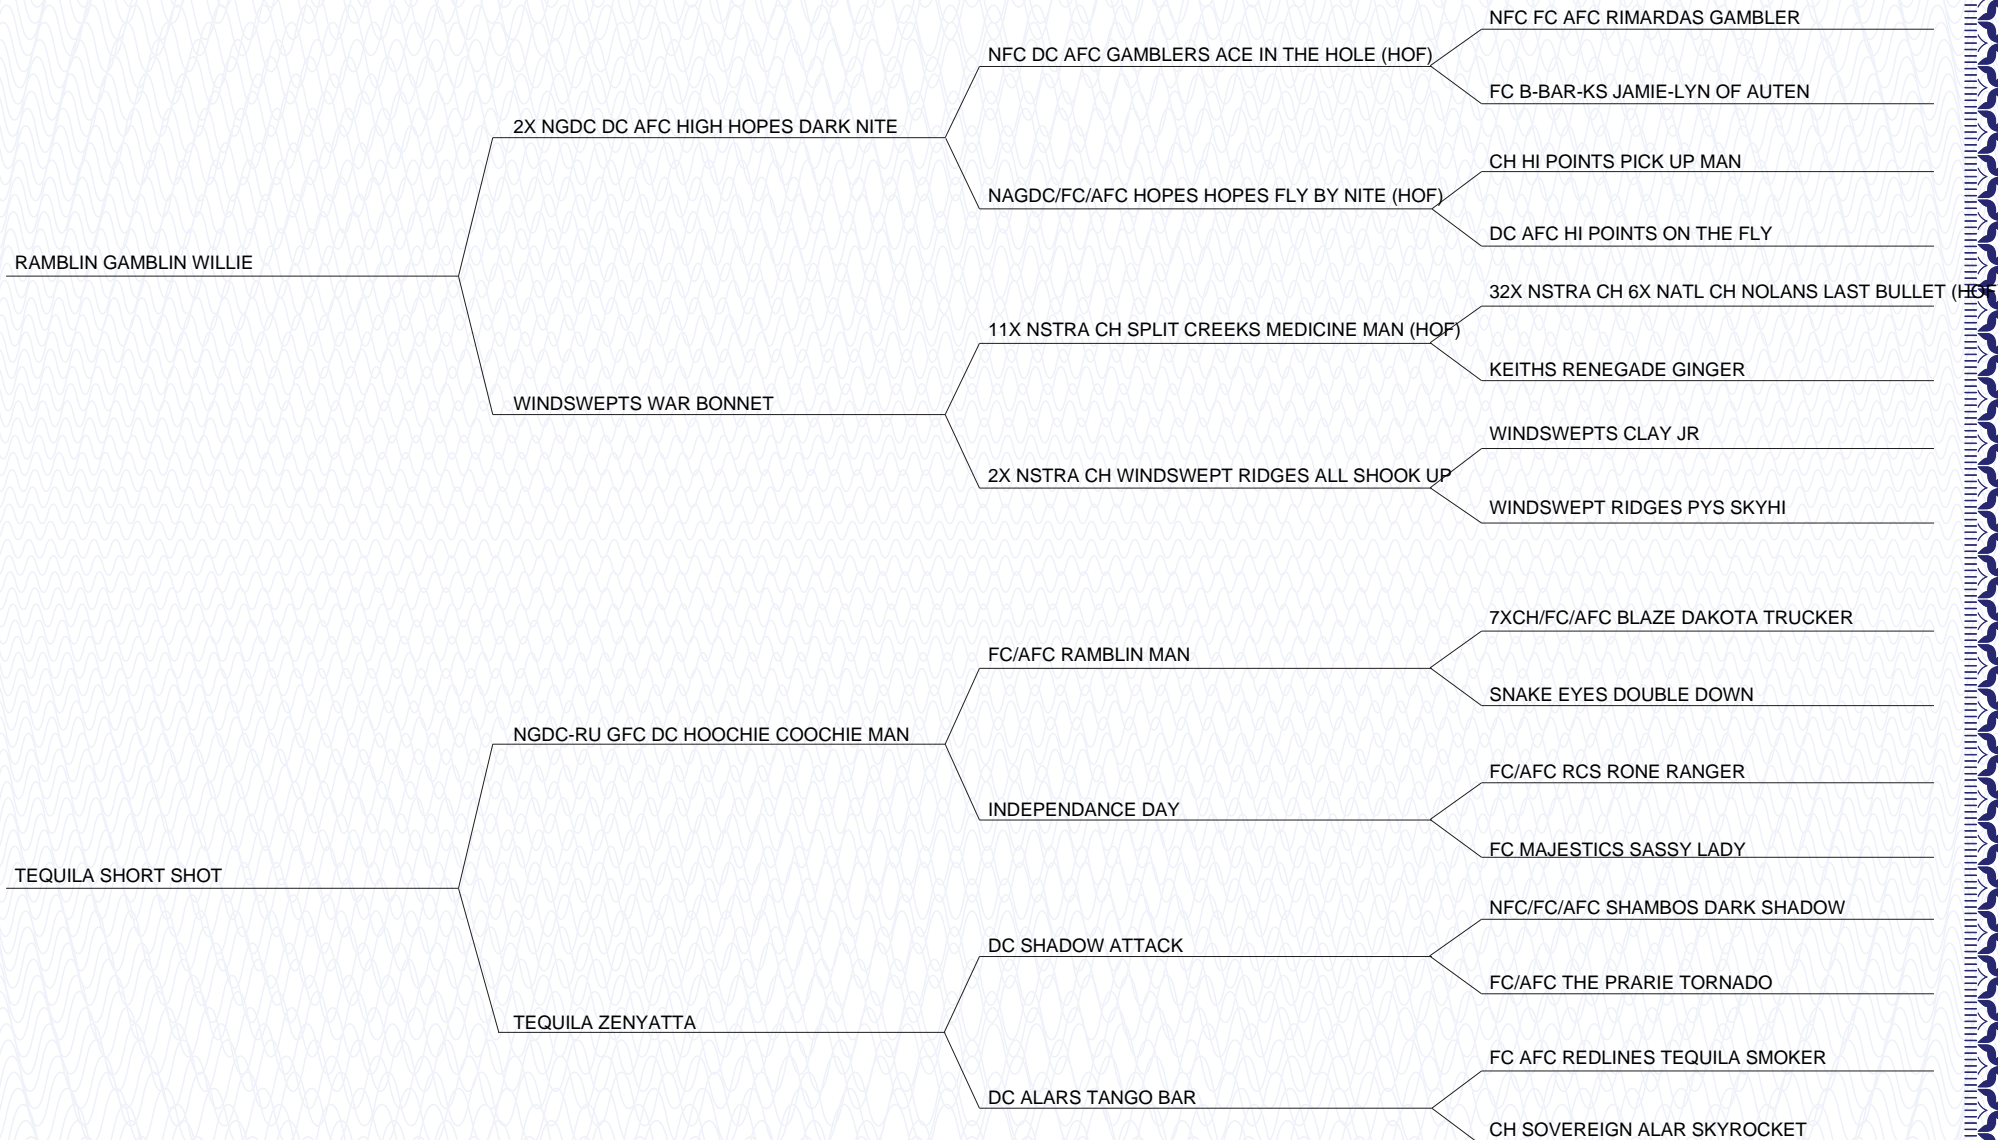 NFC FC AFC RIMARDAS GAMBLER
NFC DC AFC GAMBLERS ACE IN THE HOLE (HOF)
FC B-BAR-KS JAMIE-LYN OF AUTEN
2X NGDC DC AFC HIGH HOPES DARK NITE
CH HI POINTS PICK UP MAN
NAGDC/FC/AFC HOPES HOPES FLY BY NITE (HOF)
DC AFC HI POINTS ON THE FLY
RAMBLIN GAMBLIN WILLIE
32X NSTRA CH 6X NATL CH NOLANS LAST BULLET (HOF
11X NSTRA CH SPLIT CREEKS MEDICINE MAN (HOF)
KEITHS RENEGADE GINGER
WINDSWEPTS WAR BONNET
WINDSWEPTS CLAY JR
2X NSTRA CH WINDSWEPT RIDGES ALL SHOOK UP
WINDSWEPT RIDGES PYS SKYHI
7XCH/FC/AFC BLAZE DAKOTA TRUCKER
FC/AFC RAMBLIN MAN
SNAKE EYES DOUBLE DOWN
NGDC-RU GFC DC HOOCHIE COOCHIE MAN
FC/AFC RCS RONE RANGER
INDEPENDANCE DAY
FC MAJESTICS SASSY LADY
TEQUILA SHORT SHOT
NFC/FC/AFC SHAMBOS DARK SHADOW
DC SHADOW ATTACK
FC/AFC THE PRARIE TORNADO
TEQUILA ZENYATTA
FC AFC REDLINES TEQUILA SMOKER
DC ALARS TANGO BAR
CH SOVEREIGN ALAR SKYROCKET